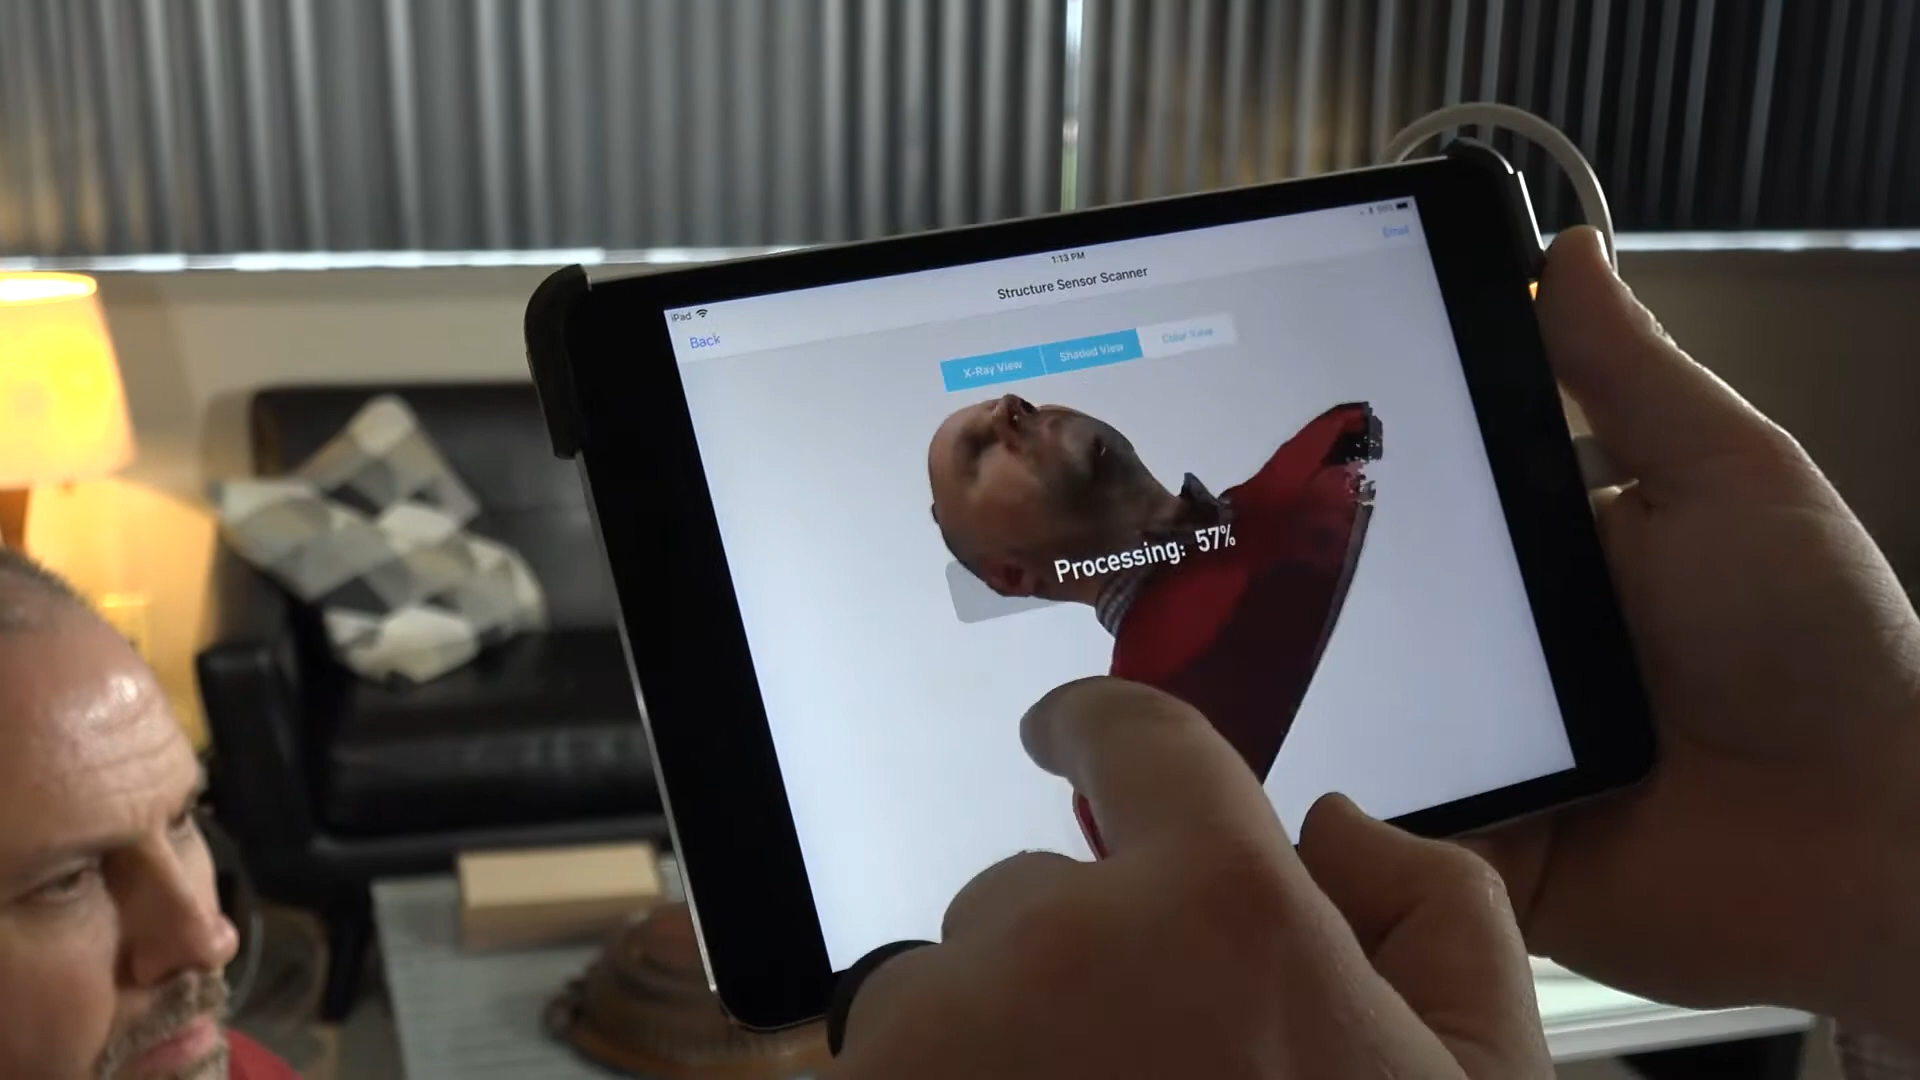 1:13 PM
iPad
Structure Sensor Scanner
Email
Back
X-Ray View
Shaded View
Color View
Processing: 57%